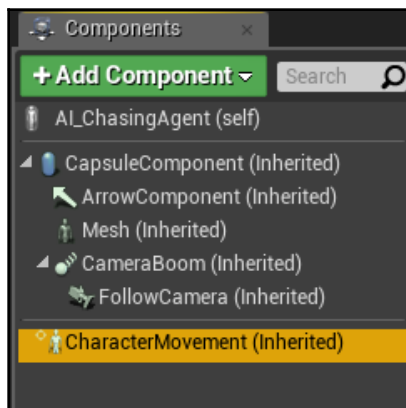 Components
+ Add Component
Search
AI_ChasingAgent (self)
CapsuleComponent (Inherited)
ArrowComponent (Inherited)
Mesh (Inherited)
CameraBoom (Inherited)
FollowCamera (Inherited)
CharacterMovement (Inherited)